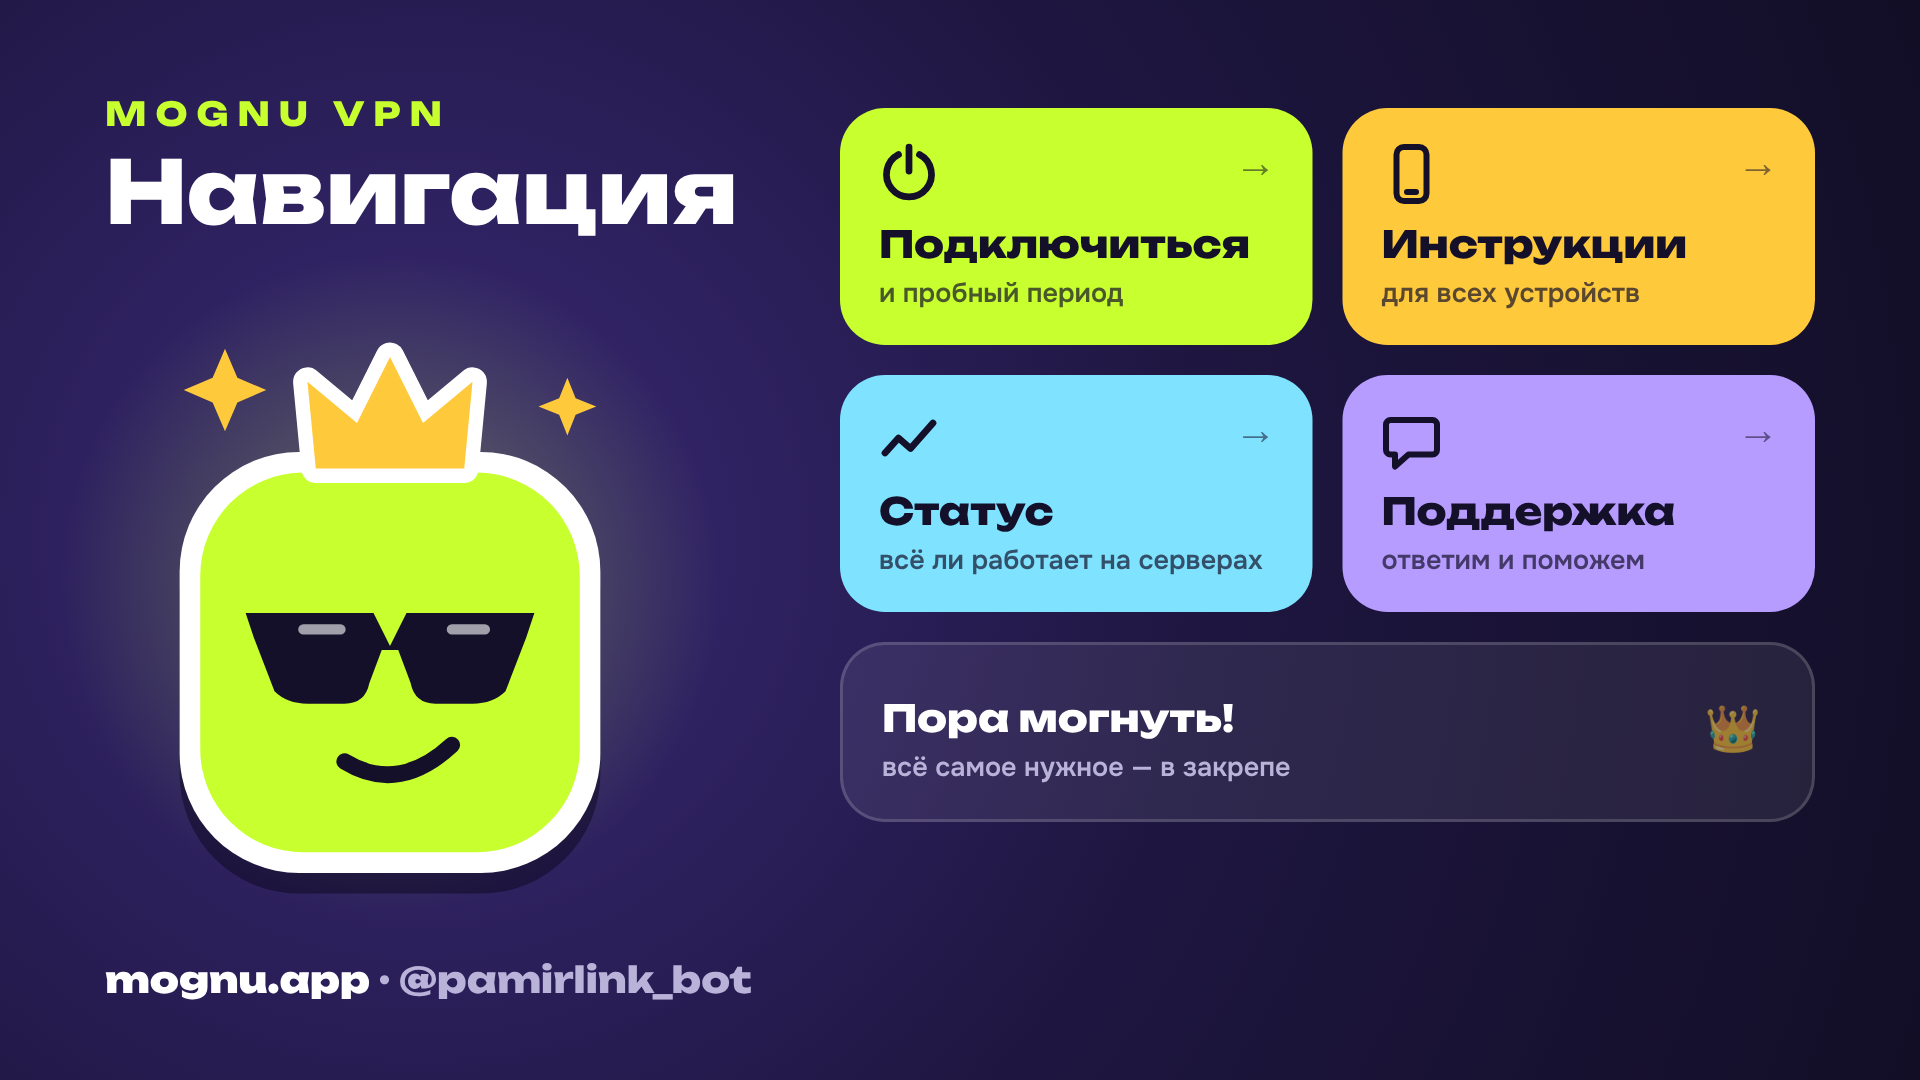 MOGNU VPN
Навигация
Подключиться
и пробный период
Инструкции
для всех устройств
Статус
всё ли работает на серверах
Поддержка
ответим и поможем
Пора могнуть!
всё самое нужное — в закрепе
mognu.app · @pamirlink_bot